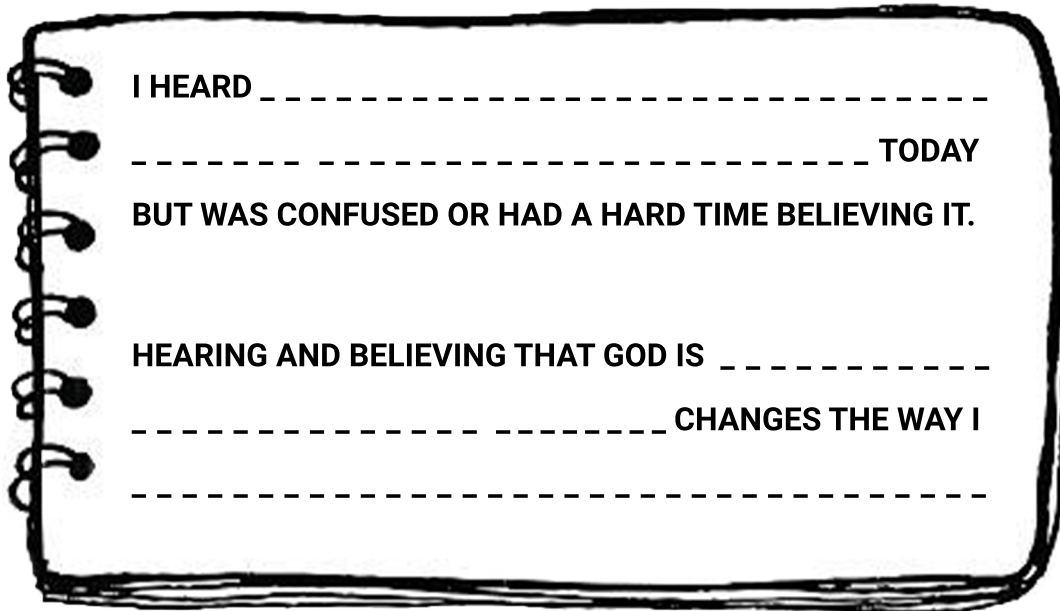 I HEARD _ _ _ _ _ _ _ _ _ _ _ _ _ _ _ _ _ _ _ _ _ _ _ _ _ _ _ _ _
_ _ _ _ _ _ _ _ _ _ _ _ _ _ _ _ _ _ _ _ _ _ _ _ _ _ _ _ _ TODAY
BUT WAS CONFUSED OR HAD A HARD TIME BELIEVING IT.
HEARING AND BELIEVING THAT GOD IS _ _ _ _ _ _ _ _ _ _ _
_ _ _ _ _ _ _ _ _ _ _ _ _ _ _ _ _ _ _ _ _ CHANGES THE WAY I
_ _ _ _ _ _ _ _ _ _ _ _ _ _ _ _ _ _ _ _ _ _ _ _ _ _ _ _ _ _ _ _ _ _